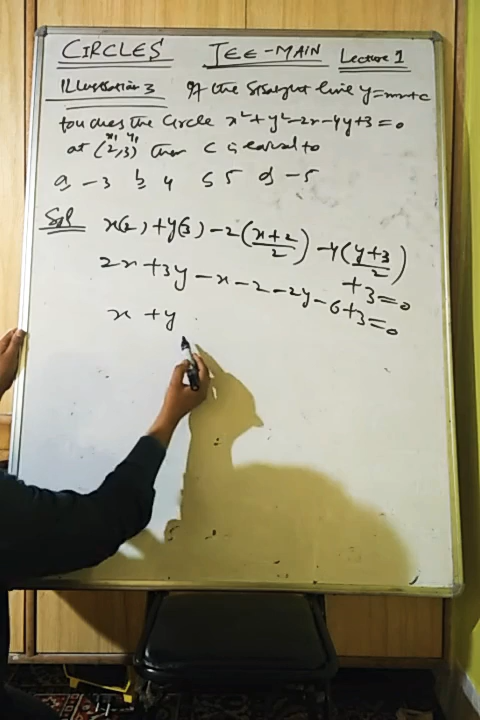 CIRCLES JEE-MAIN Lecture 1
Illustration 3 If the Straight line y=mx+c
touches the Circle x²+y²-2x-4y+3=0
x₁ y₁
at (2,3) then C is equal to
a -3 b 4 c 5 d -5
Sol x(2)+y(3)-2(x+2/2)-4(y+3/2)
+3=0
2x+3y-x-2-2y-6+3=0
x+y